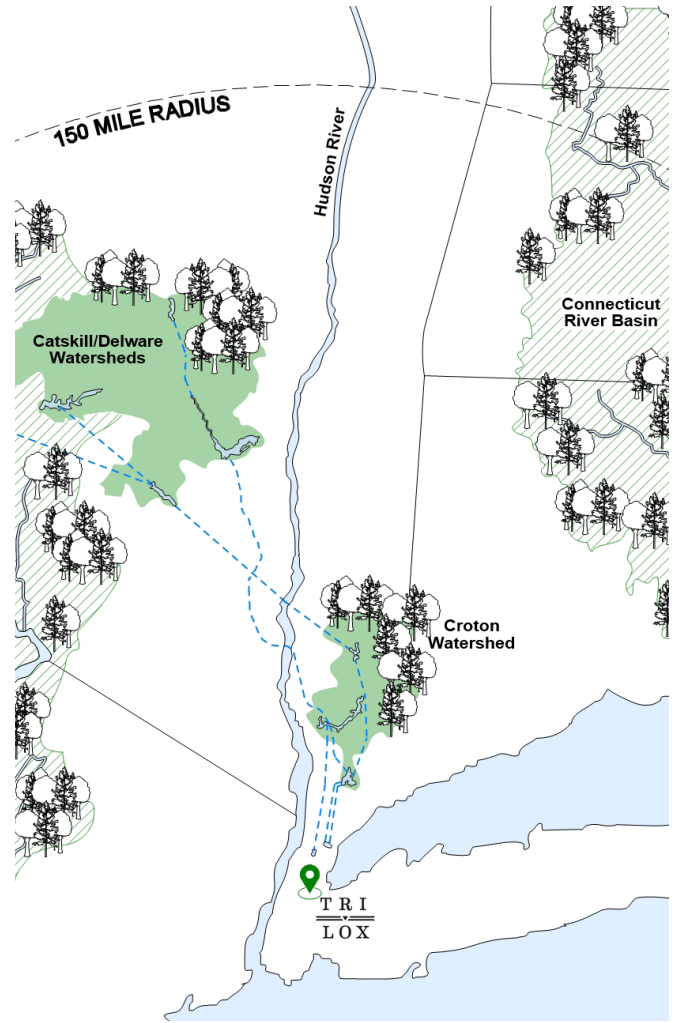 150 MILE RADIUS
Hudson River
Connecticut
River Basin
Catskill/Delware
Watersheds
Croton
Watershed
TRI
LOX